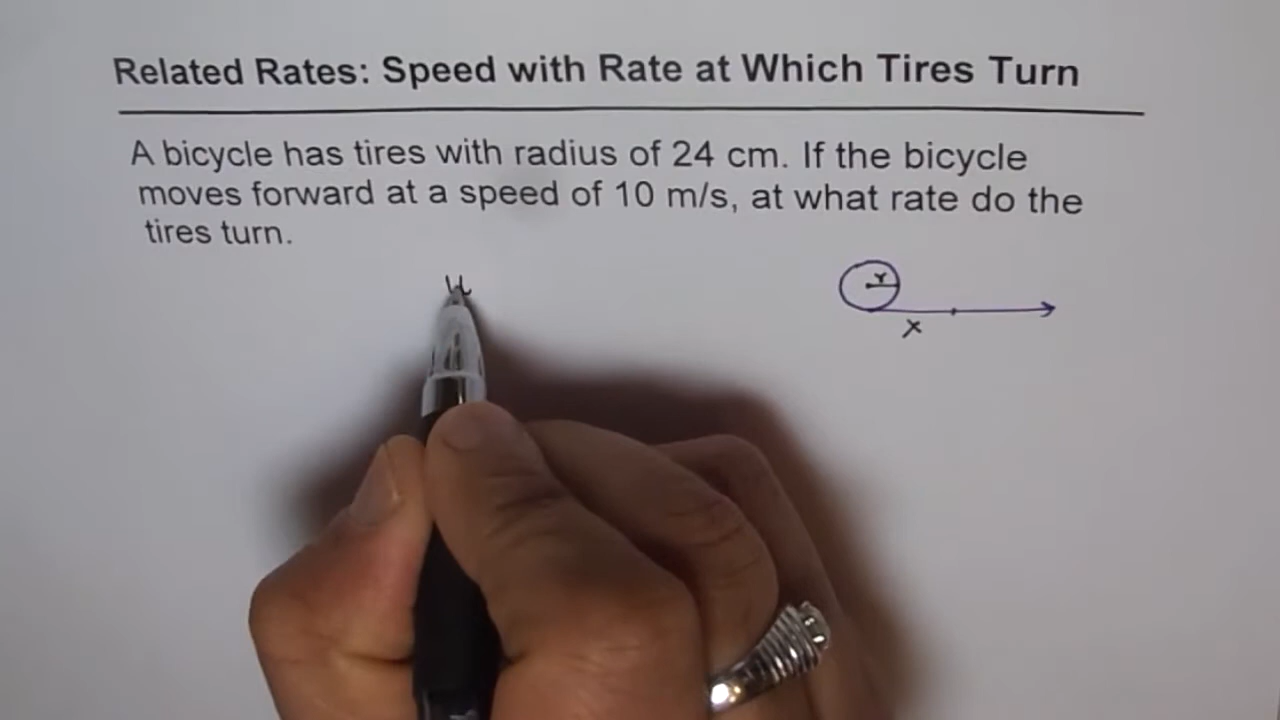 Related Rates: Speed with Rate at Which Tires Turn
A bicycle has tires with radius of 24 cm. If the bicycle
moves forward at a speed of 10 m/s, at what rate do the
tires turn.
r
x